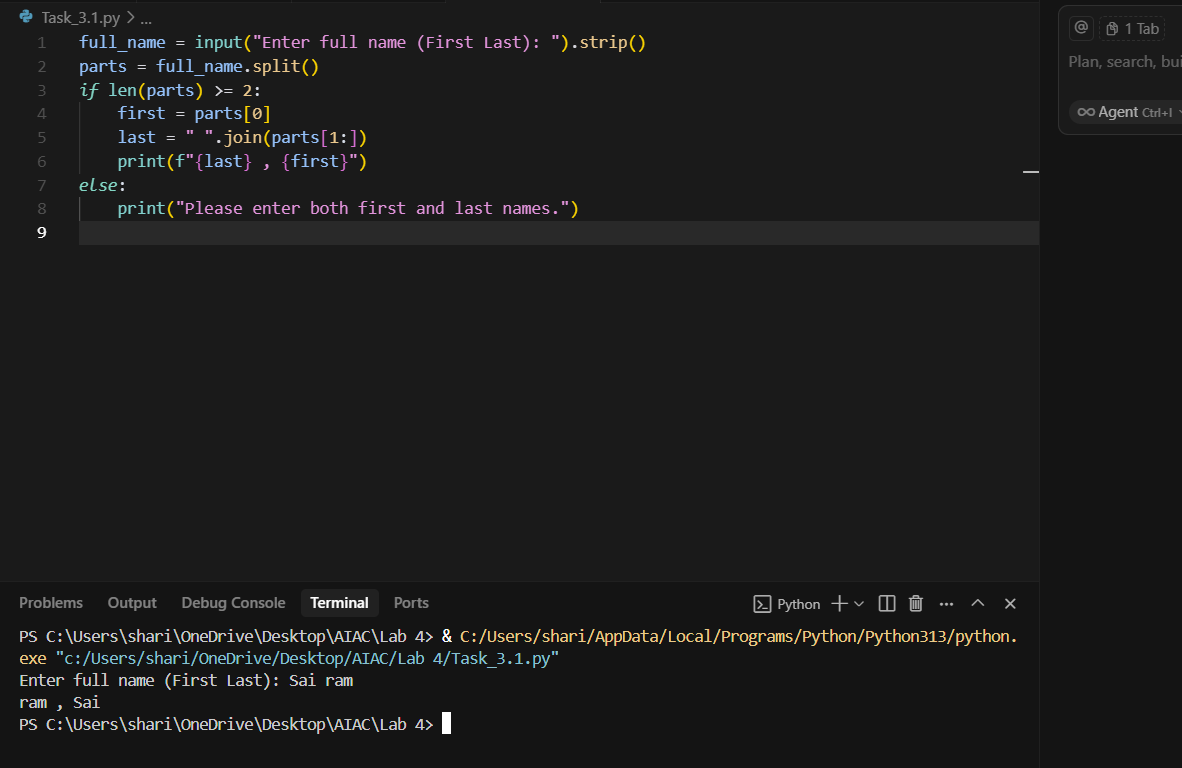 Task_3.1.py > ...
1 full_name = input("Enter full name (First Last): ").strip()
2 parts = full_name.split()
3 if len(parts) >= 2:
4     first = parts[0]
5     last = " ".join(parts[1:])
6     print(f"{last} , {first}")
7 else:
8     print("Please enter both first and last names.")
9
@ 1 Tab
Plan, search, bui
∞ Agent Ctrl+I
Problems Output Debug Console Terminal Ports Python
PS C:\Users\shari\OneDrive\Desktop\AIAC\Lab 4> & C:/Users/shari/AppData/Local/Programs/Python/Python313/python.
exe "c:/Users/shari/OneDrive/Desktop/AIAC/Lab 4/Task_3.1.py"
Enter full name (First Last): Sai ram
ram , Sai
PS C:\Users\shari\OneDrive\Desktop\AIAC\Lab 4>